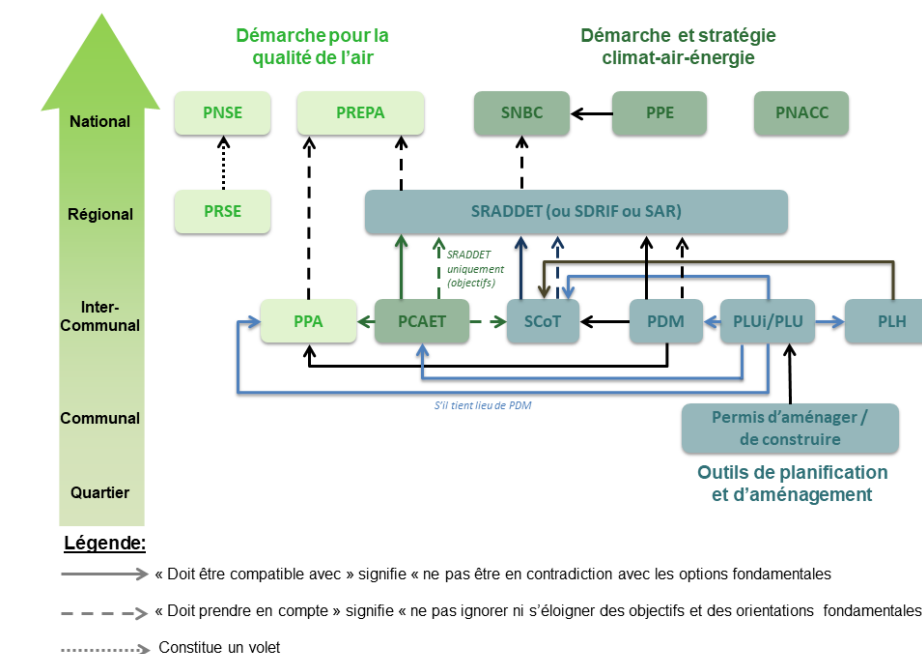 Démarche pour la
qualité de l'air
Démarche et stratégie
climat-air-énergie
National
PNSE
PREPA
SNBC
PPE
PNACC
Régional
PRSE
SRADDET (ou SDRIF ou SAR)
SRADDET
uniquement
(objectifs)
Inter-
Communal
PPA
PCAET
SCoT
PDM
PLUi/PLU
PLH
S'il tient lieu de PDM
Communal
Permis d'aménager /
de construire
Outils de planification
et d'aménagement
Quartier
Légende:
« Doit être compatible avec » signifie « ne pas être en contradiction avec les options fondamentales
« Doit prendre en compte » signifie « ne pas ignorer ni s'éloigner des objectifs et des orientations fondamentales
Constitue un volet